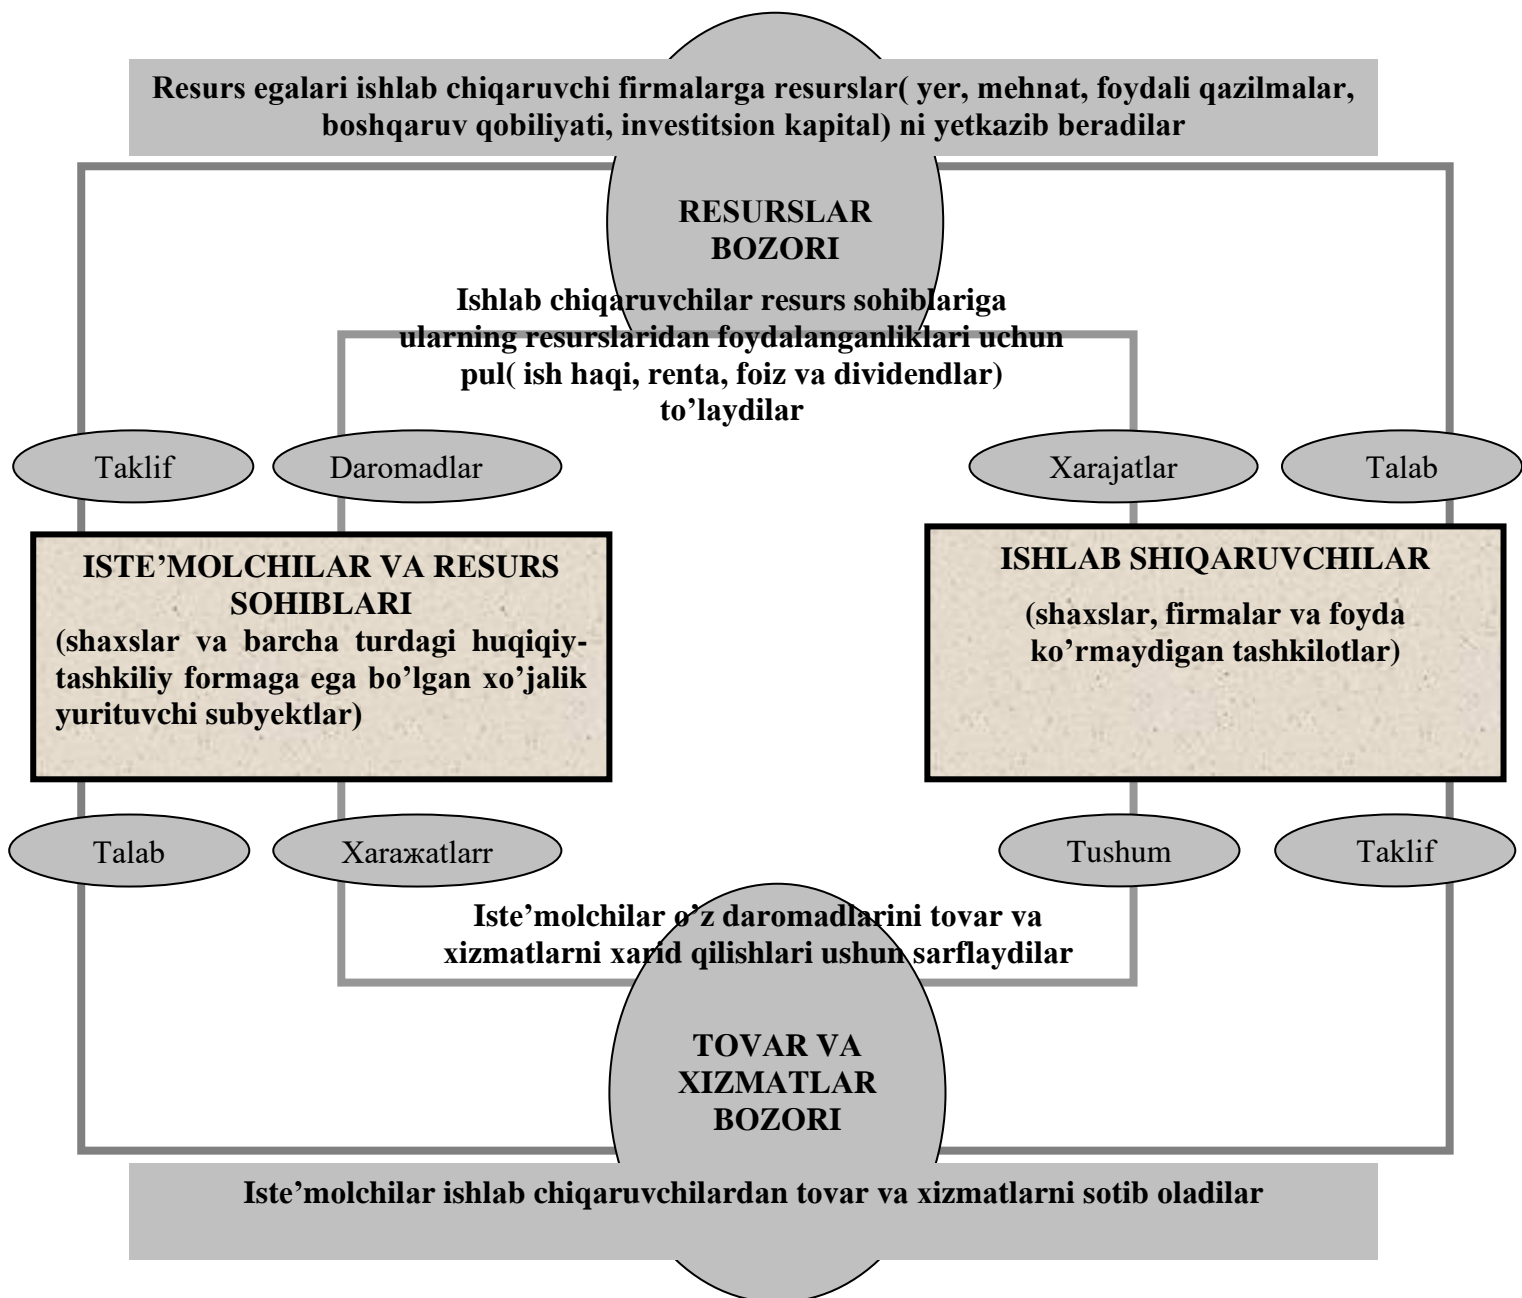 Resurs egalari ishlab chiqaruvchi firmalarga resurslar( yer, mehnat, foydali qazilmalar,
boshqaruv qobiliyati, investitsion kapital) ni yetkazib beradilar
RESURSLAR
BOZORI
Ishlab chiqaruvchilar resurs sohiblariga
ularning resurslaridan foydalanganliklari uchun
pul( ish haqi, renta, foiz va dividendlar)
to’laydilar
Taklif
Daromadlar
Xarajatlar
Talab
ISTE’MOLCHILAR VA RESURS
SOHIBLARI
(shaxslar va barcha turdagi huqiqiy-
tashkiliy formaga ega bo’lgan xo’jalik
yurituvchi subyektlar)
ISHLAB SHIQARUVCHILAR
(shaxslar, firmalar va foyda
ko’rmaydigan tashkilotlar)
Talab
Xaraжatlarr
Tushum
Taklif
Iste’molchilar o’z daromadlarini tovar va
xizmatlarni xarid qilishlari ushun sarflaydilar
TOVAR VA
XIZMATLAR
BOZORI
Iste’molchilar ishlab chiqaruvchilardan tovar va xizmatlarni sotib oladilar